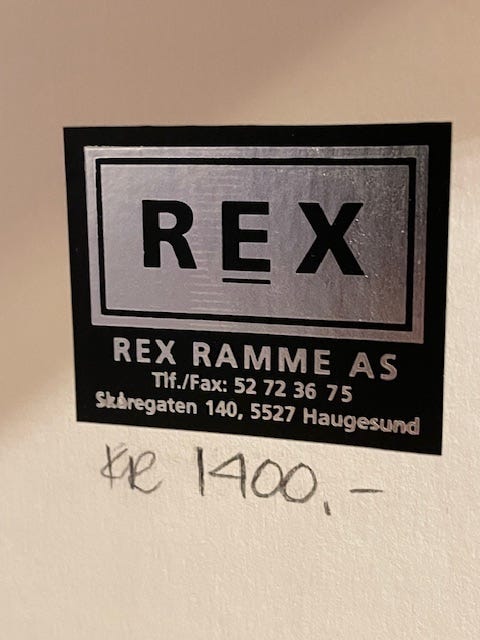 REX
REX RAMME AS
Tlf./Fax: 52 72 36 75
Skåregaten 140, 5527 Haugesund
KR 1400,-